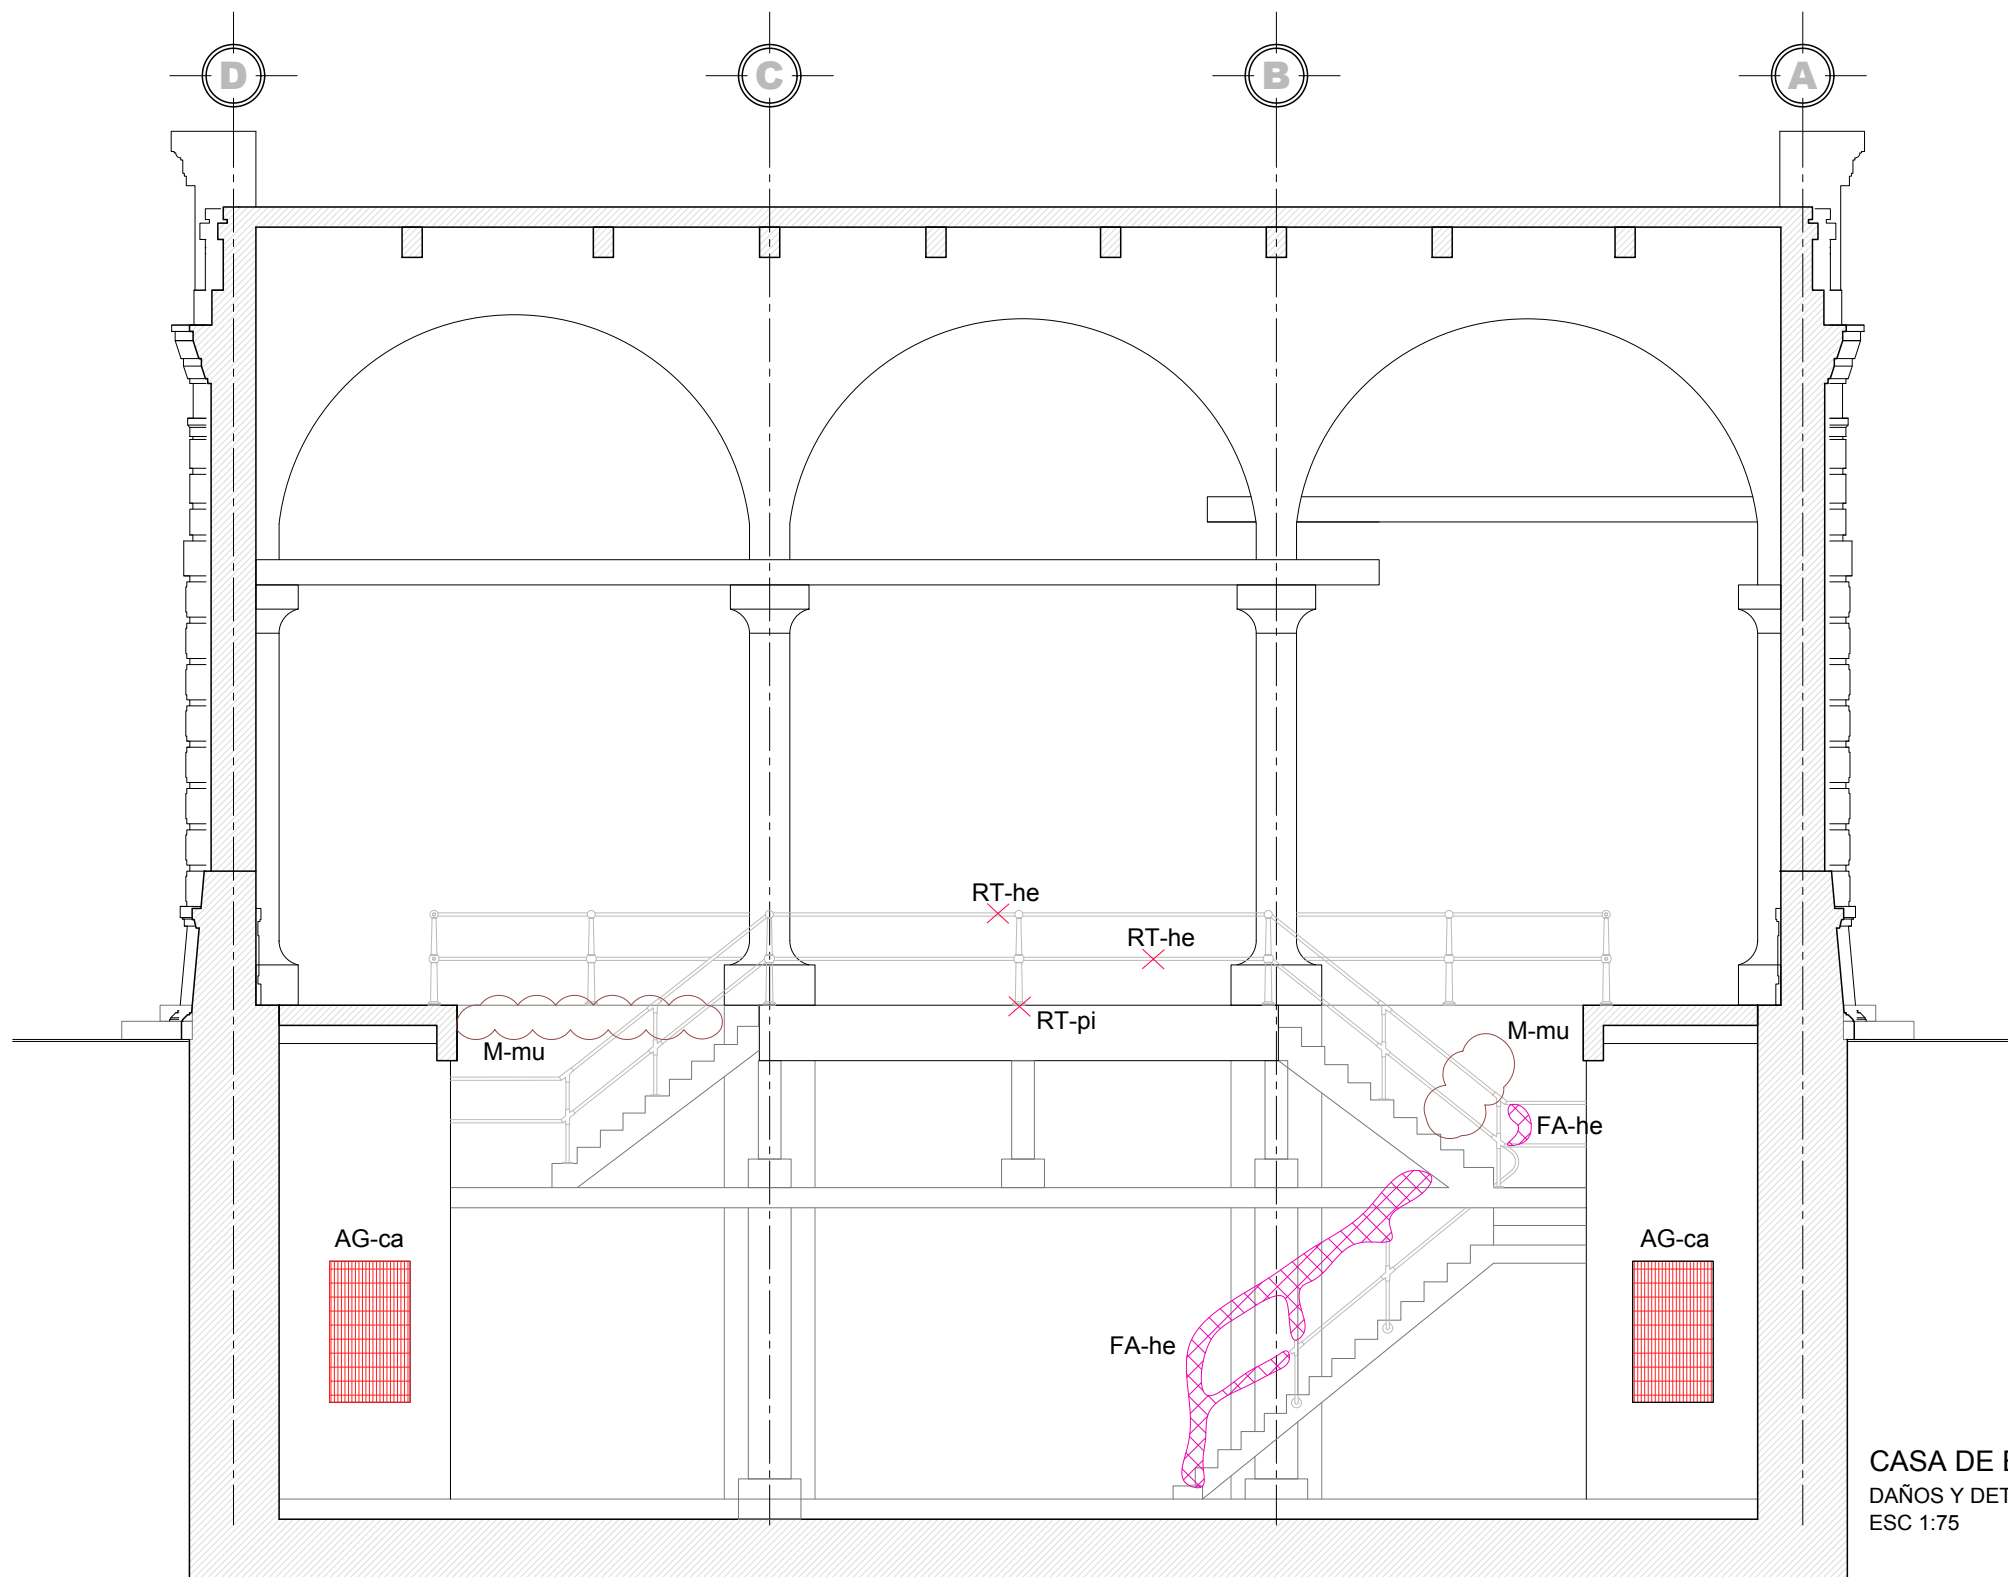 D
C
B
A
RT-he
RT-he
RT-pi
M-mu
M-mu
FA-he
AG-ca
AG-ca
FA-he
CASA DE
DAÑOS Y DET
ESC 1:75